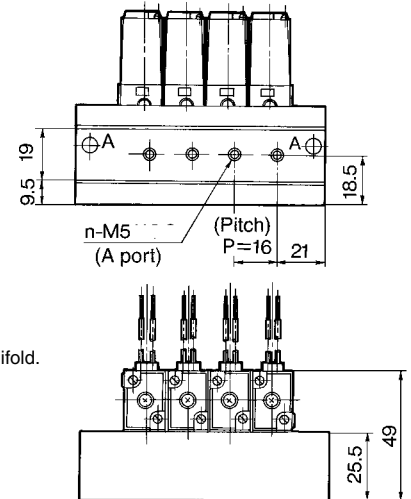 A
A
19
9.5
18.5
n-M5
(A port)
(Pitch)
P=16
21
ifold.
49
25.5